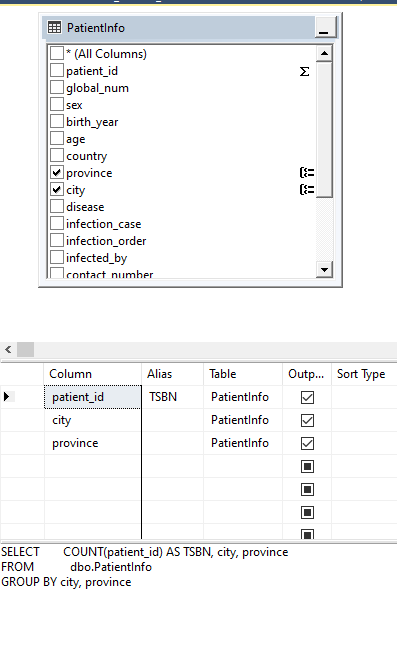 PatientInfo
* (All Columns)
patient_id
global_num
sex
birth_year
age
country
province
city
disease
infection_case
infection_order
infected_by
contact_number
Column Alias Table Outp... Sort Type
patient_id TSBN PatientInfo
city PatientInfo
province PatientInfo
SELECT COUNT(patient_id) AS TSBN, city, province
FROM dbo.PatientInfo
GROUP BY city, province